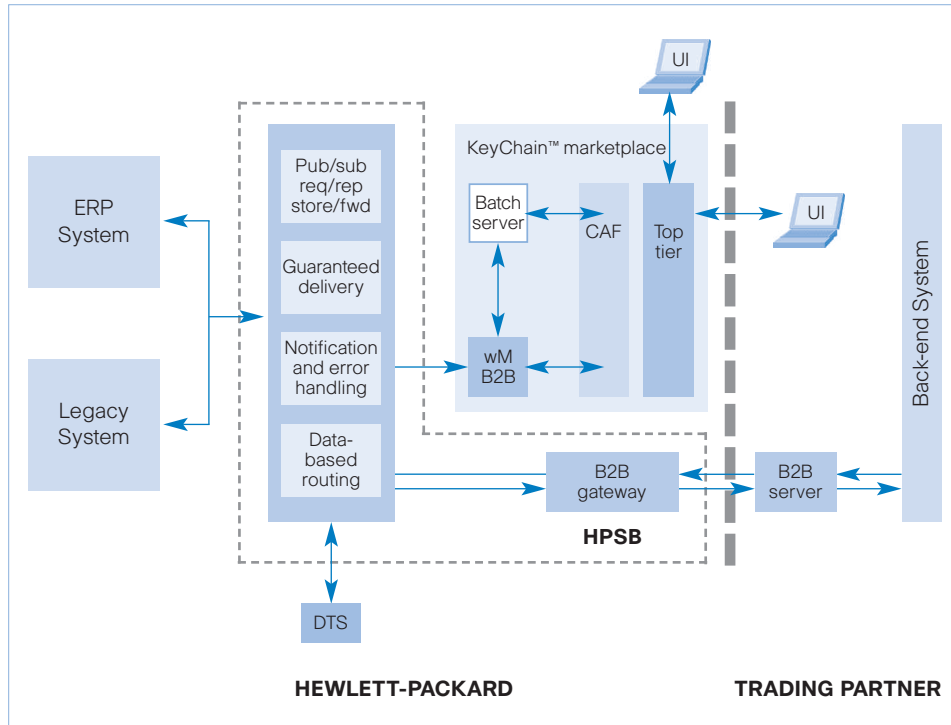 UI
KeyChain™ marketplace
Pub/sub
req/rep
store/fwd
ERP
System
Batch
server
CAF
Top
tier
UI
Guaranteed
delivery
Notification
and error
handling
wM
B2B
Legacy
System
Data-
based
routing
B2B
gateway
B2B
server
Back-end System
HPSB
DTS
HEWLETT-PACKARD
TRADING PARTNER